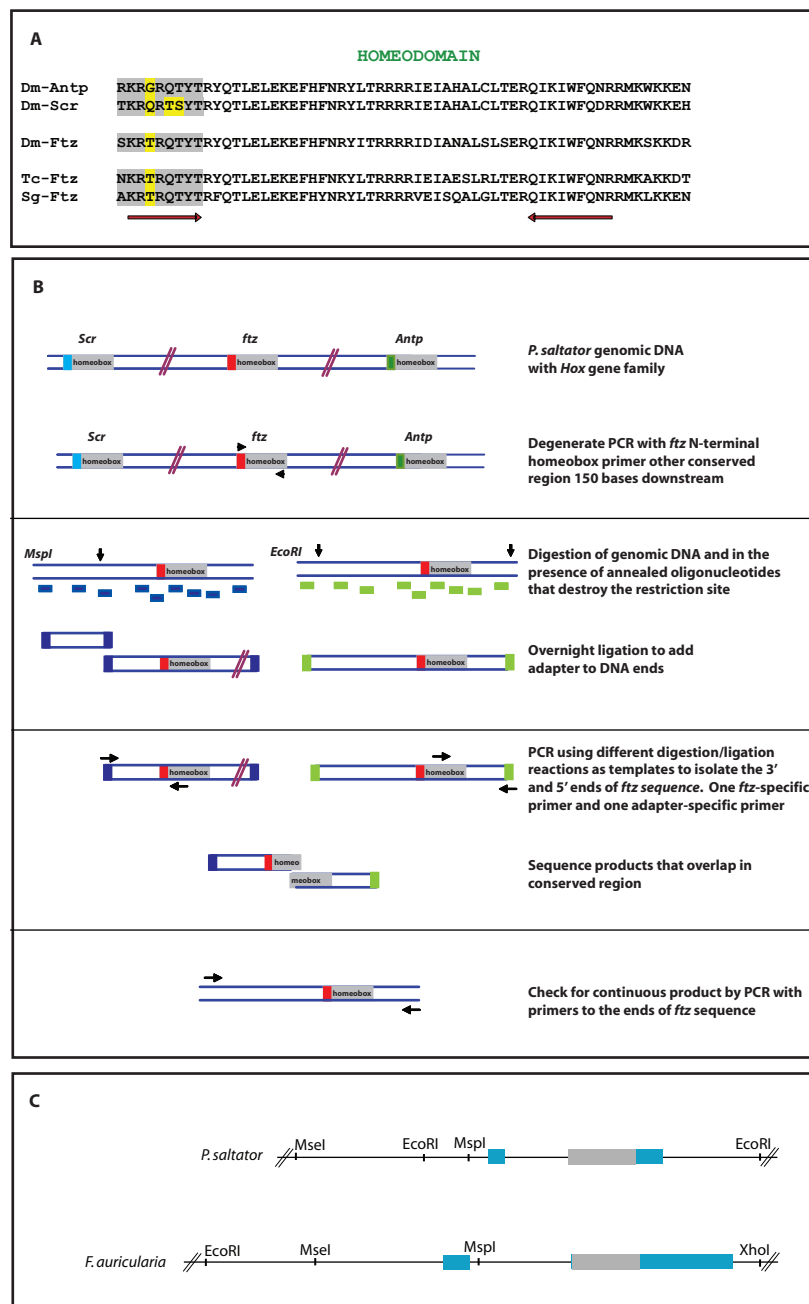 A
HOMEODOMAIN
Dm-Antp RKRGRQTYTRYQTLELEKEFHFNRYLTRRRRIEIAHALCLTERQIKIWFQNRRMKWKKEN
Dm-Scr TKRQRTSYTRYQTLELEKEFHFNRYLTRRRRIEIAHALCLTERQIKIWFQDRRMKWKKEH
Dm-Ftz SKRTRQTYTRYQTLELEKEFHFNRYITRRRRIDIANALSLSERQIKIWFQNRRMKSKKDR
Tc-Ftz NKRTRQTYTRYQTLELEKEFHFNKYLTRRRRIEIAESLRLTERQIKIWFQNRRMKAKKDT
Sg-Ftz AKRTRQTYTRFQTLELEKEFHYNRYLTRRRRVEISQALGLTERQIKIWFQNRRMKLKKEN
B
Scr ftz Antp
homeobox homeobox homeobox
P. saltator genomic DNA
with Hox gene family
Scr ftz Antp
homeobox homeobox homeobox
Degenerate PCR with ftz N-terminal
homeobox primer other conserved
region 150 bases downstream
MspI EcoRI
homeobox homeobox
Digestion of genomic DNA and in the
presence of annealed oligonucleotides
that destroy the restriction site
homeobox homeobox
Overnight ligation to add
adapter to DNA ends
homeobox homeobox
PCR using different digestion/ligation
reactions as templates to isolate the 3’
and 5’ ends of ftz sequence. One ftz-specific
primer and one adapter-specific primer
homeo
meobox
Sequence products that overlap in
conserved region
homeobox
Check for continuous product by PCR with
primers to the ends of ftz sequence
C
P. saltator MseI EcoRI MspI EcoRI
F. auricularia EcoRI MseI MspI XhoI